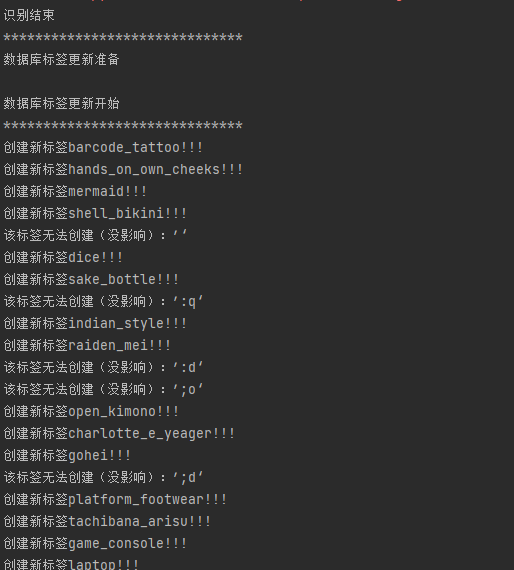 识别结束
******************************
数据库标签更新准备
数据库标签更新开始
******************************
创建新标签barcode_tattoo!!!
创建新标签hands_on_own_cheeks!!!
创建新标签mermaid!!!
创建新标签shell_bikini!!!
该标签无法创建（没影响）：’‘
创建新标签dice!!!
创建新标签sake_bottle!!!
该标签无法创建（没影响）：’:q‘
创建新标签indian_style!!!
创建新标签raiden_mei!!!
该标签无法创建（没影响）：’:d‘
该标签无法创建（没影响）：’;o‘
创建新标签open_kimono!!!
创建新标签charlotte_e_yeager!!!
创建新标签gohei!!!
该标签无法创建（没影响）：’;d‘
创建新标签platform_footwear!!!
创建新标签tachibana_arisu!!!
创建新标签game_console!!!
创建新标签laptop!!!